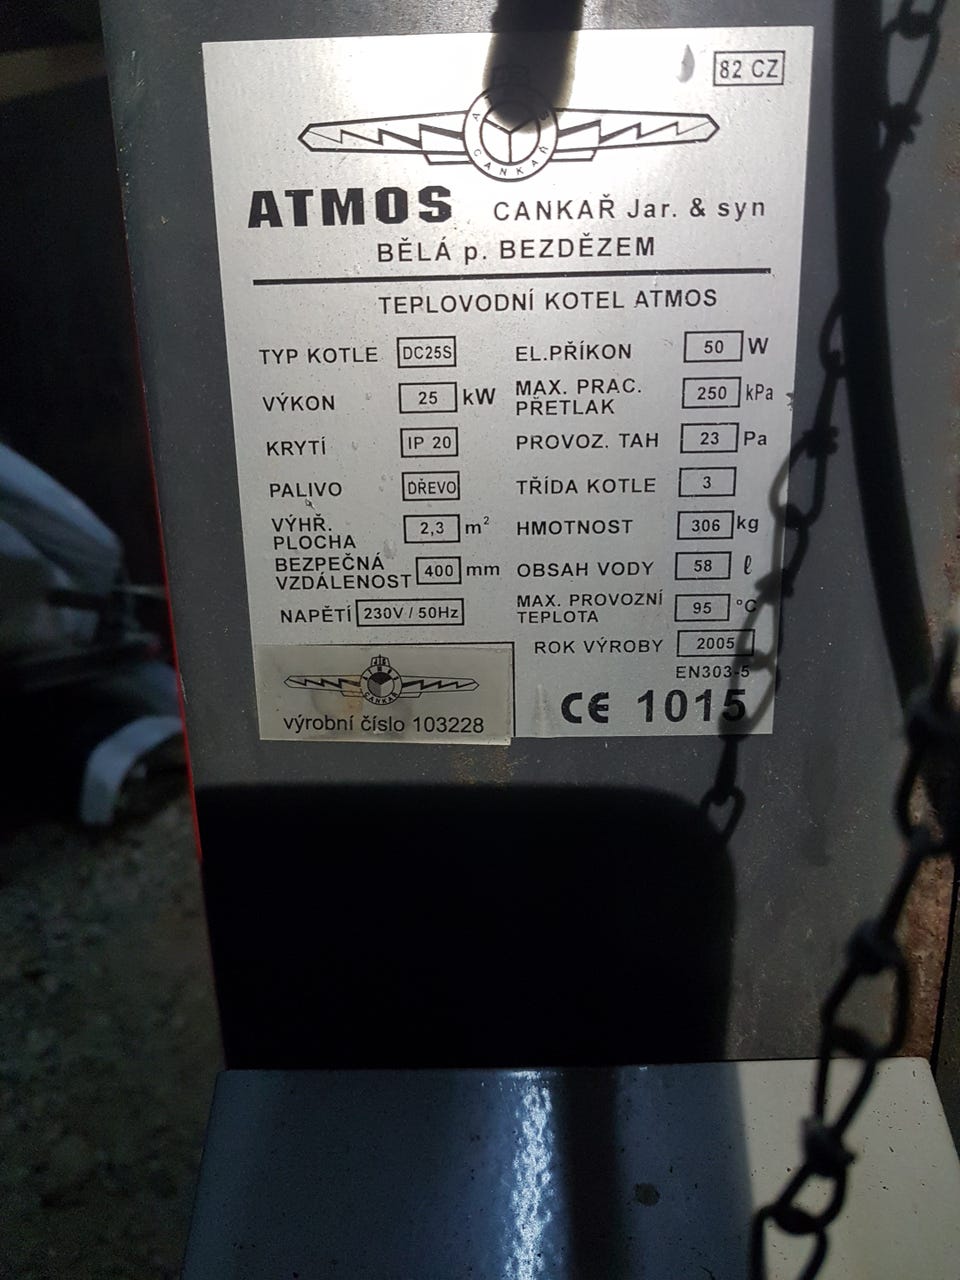 82 CZ
CANKAŘ
ATMOS CANKAŘ Jar. & syn
BĚLÁ p. BEZDĚZEM
TEPLOVODNÍ KOTEL ATMOS
TYP KOTLE DC25S
VÝKON 25 kW
KRYTÍ IP 20
PALIVO DŘEVO
VÝHŘ.
PLOCHA 2,3 m²
BEZPEČNÁ
VZDÁLENOST 400 mm
NAPĚTÍ 230V / 50Hz
EL.PŘÍKON 50 W
MAX. PRAC.
PŘETLAK 250 kPa
PROVOZ. TAH 23 Pa
TŘÍDA KOTLE 3
HMOTNOST 306 kg
OBSAH VODY 58 ℓ
MAX. PROVOZNÍ
TEPLOTA 95 °C
ROK VÝROBY 2005
EN303-5
CE 1015
CANKAŘ
výrobní číslo 103228